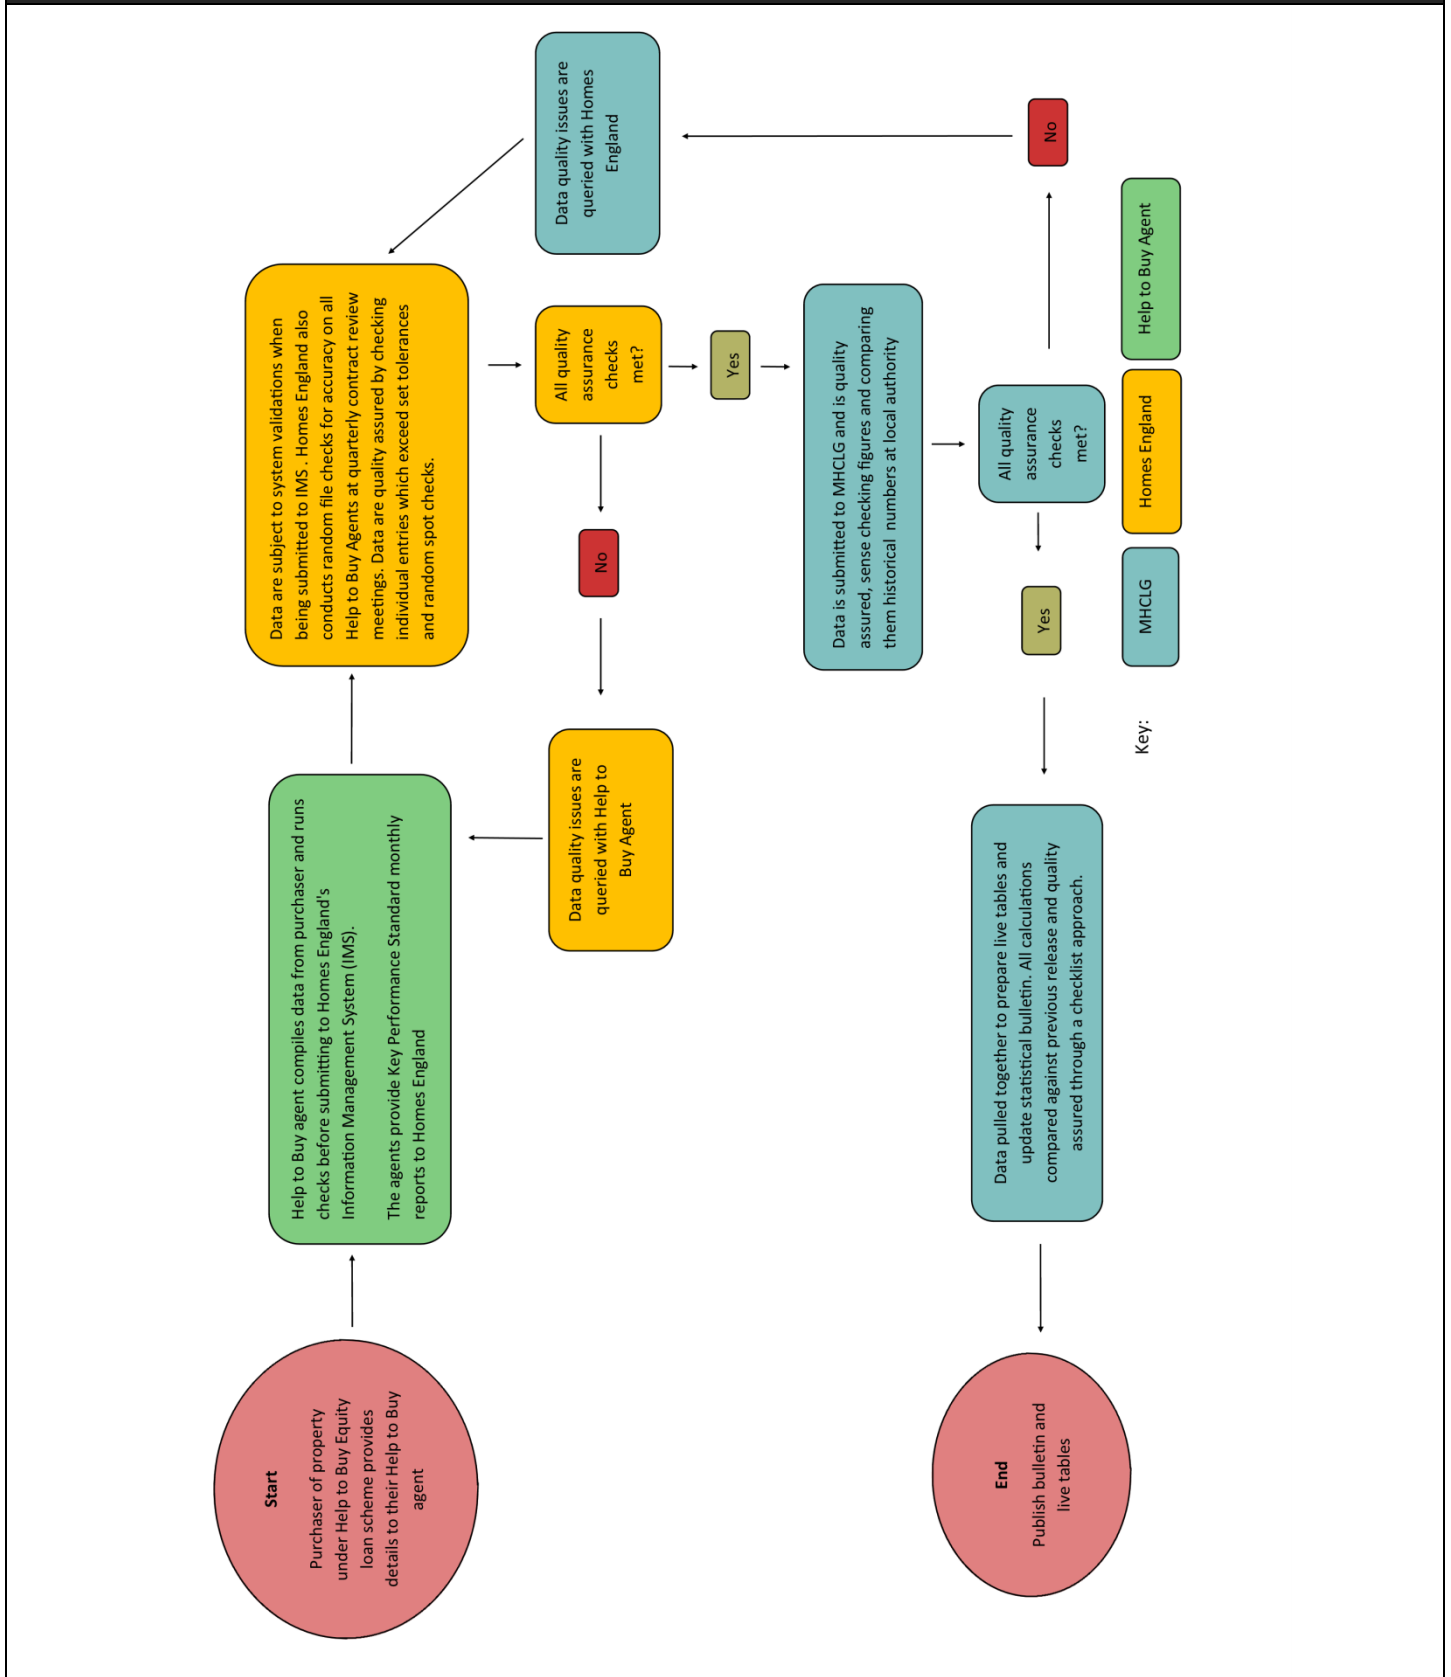 Start
Purchaser of property
under Help to Buy Equity
loan scheme provides
details to their Help to Buy
agent
Help to Buy agent compiles data from purchaser and runs
checks before submitting to Homes England's
Information Management System (IMS).
The agents provide Key Performance Standard monthly
reports to Homes England
Data are subject to system validations when
being submitted to IMS . Homes England also
conducts random file checks for accuracy on all
Help to Buy Agents at quarterly contract review
meetings. Data are quality assured by checking
individual entries which exceed set tolerances
and random spot checks.
Data quality issues are
queried with Help to
Buy Agent
No
All quality
assurance
checks
met?
Data quality issues are
queried with Homes
England
Yes
Data is submitted to MHCLG and is quality
assured, sense checking figures and comparing
them historical numbers at local authority
End
Publish bulletin and
live tables
Data pulled together to prepare live tables and
update statistical bulletin. All calculations
compared against previous release and quality
assured through a checklist approach.
Yes
All quality
assurance
checks
met?
No
Key:
MHCLG
Homes England
Help to Buy Agent